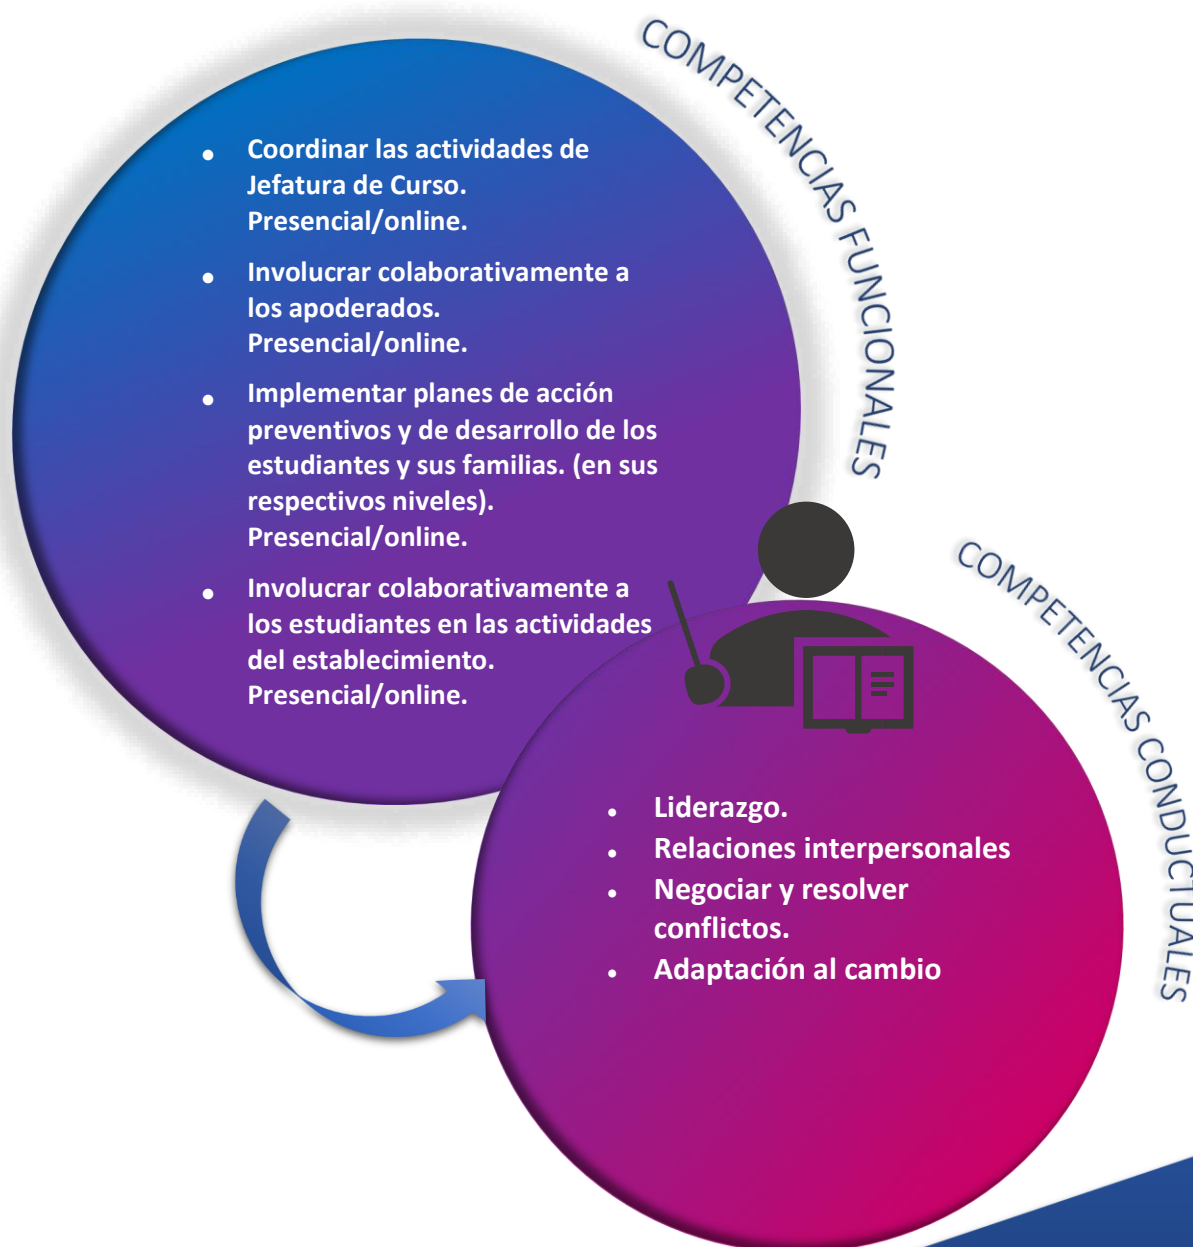 COMPETENCIAS FUNCIONALES
• Coordinar las actividades de
Jefatura de Curso.
Presencial/online.
• Involucrar colaborativamente a
los apoderados.
Presencial/online.
• Implementar planes de acción
preventivos y de desarrollo de los
estudiantes y sus familias. (en sus
respectivos niveles).
Presencial/online.
• Involucrar colaborativamente a
los estudiantes en las actividades
del establecimiento.
Presencial/online.
COMPETENCIAS CONDUCTUALES
• Liderazgo.
• Relaciones interpersonales
• Negociar y resolver
conflictos.
• Adaptación al cambio